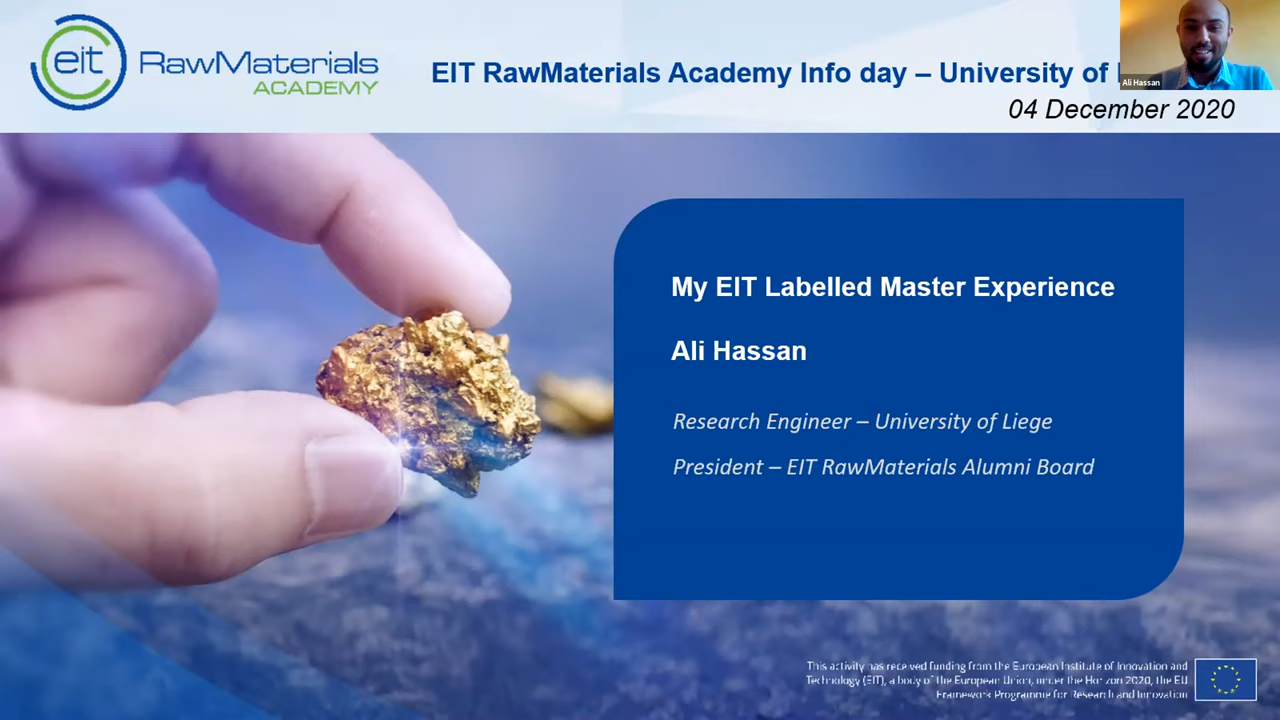 eit RawMaterials
ACADEMY
EIT RawMaterials Academy Info day – University of
04 December 2020
Ali Hassan
My EIT Labelled Master Experience
Ali Hassan
Research Engineer – University of Liege
President – EIT RawMaterials Alumni Board
This activity has received funding from the European Institute of Innovation and
Technology (EIT), a body of the European Union, under the Horizon 2020, the EU
Framework Programme for Research and Innovation